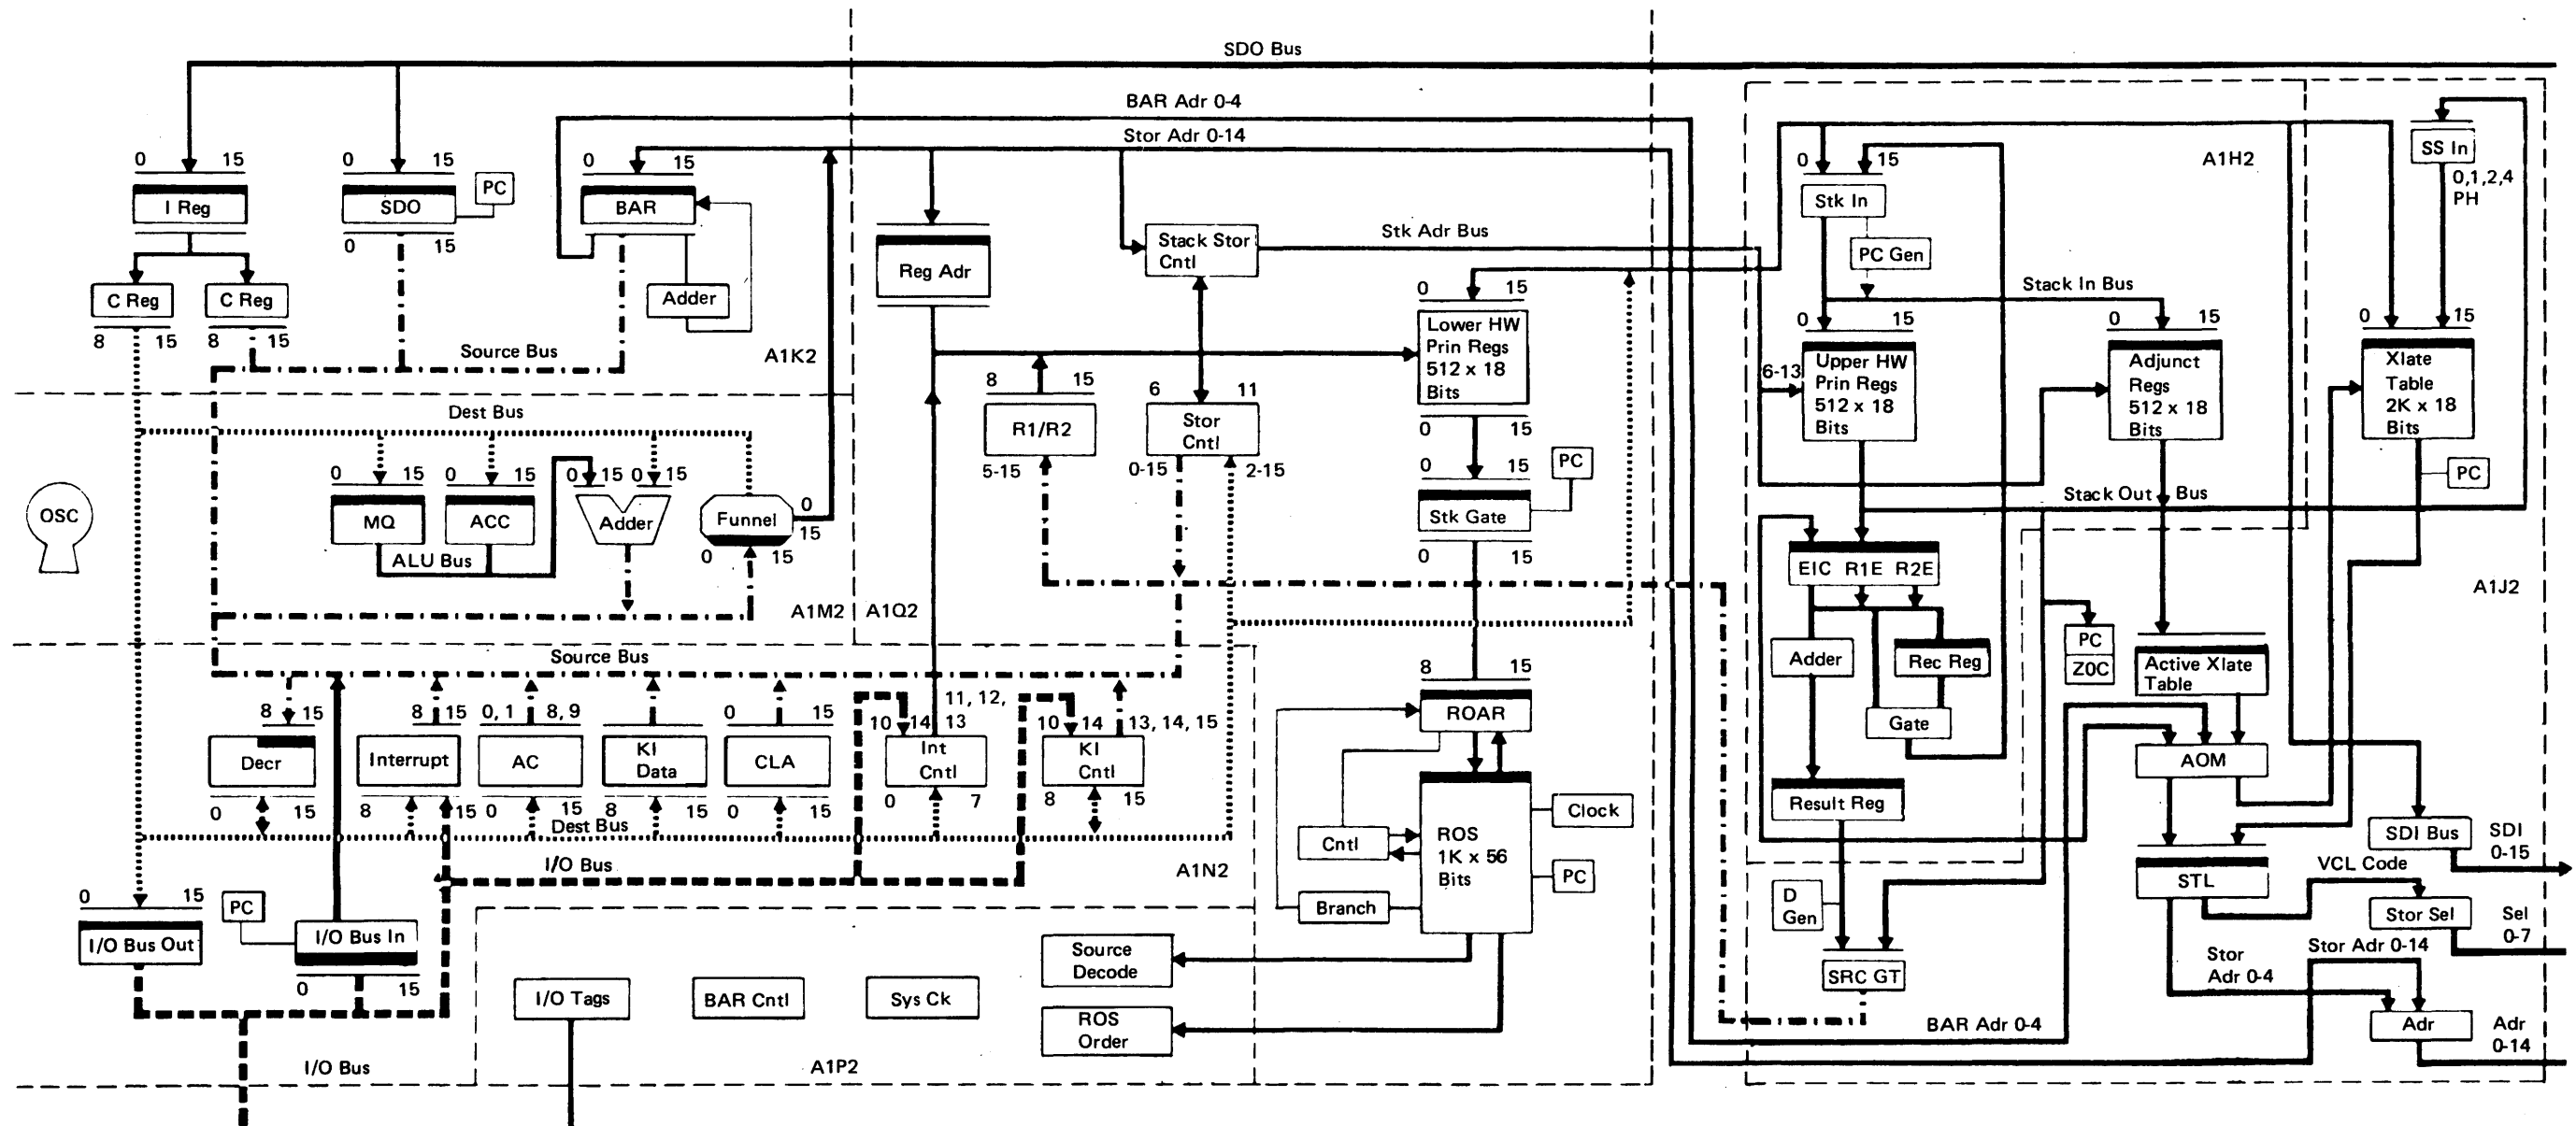 SDO Bus
BAR Adr 0-4
Stor Adr 0-14
0 15
I Reg
0 15
SDO
0 15
PC
0 15
BAR
Adder
C Reg
8 15
C Reg
8 15
Source Bus
A1K2
Reg Adr
Stack Stor
Cntl
Stk Adr Bus
0 15
Lower HW
Prin Regs
512 x 18
Bits
0 15
8 15
R1/R2
5-15
6 11
Stor
Cntl
0-15 2-15
0 15
Stk Gate
0 15
PC
Dest Bus
OSC
0 15
MQ
0 15
ACC
0 15 0 15
Adder
Funnel
0
15
0 15
ALU Bus
A1M2
A1Q2
Source Bus
8 15
Decr
0 15
8 15
Interrupt
8 15
0, 1 8, 9
AC
0 15
KI
Data
8 15
0 15
CLA
0 15
11, 12,
10 14 13
Int
Cntl
0 7
10 14 13, 14, 15
KI
Cntl
8 15
Dest Bus
I/O Bus
A1N2
0 15
I/O Bus Out
PC
I/O Bus In
0 15
I/O Bus
I/O Tags
BAR Cntl
Sys Ck
A1P2
Source
Decode
ROS
Order
8 15
ROAR
ROS
1K x 56
Bits
Cntl
Branch
Clock
PC
A1H2
0 15
Stk In
PC Gen
Stack In Bus
SS In
0,1,2,4
PH
0 15
6-13
Upper HW
Prin Regs
512 x 18
Bits
0 15
Adjunct
Regs
512 x 18
Bits
0 15
Xlate
Table
2K x 18
Bits
PC
Stack Out Bus
EIC R1E R2E
Adder
Rec Reg
Gate
Result Reg
PC
Z0C
A1J2
Active Xlate
Table
AOM
STL
SDI Bus
SDI
0-15
VCL Code
Stor Sel
Sel
0-7
D
Gen
SRC GT
Stor
Adr 0-4
Stor Adr 0-14
BAR Adr 0-4
Adr
Adr
0-14